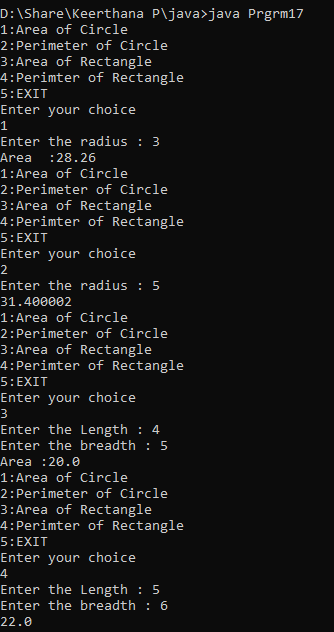 D:\Share\Keerthana P\java>java Prgrm17
1:Area of Circle
2:Perimeter of Circle
3:Area of Rectangle
4:Perimter of Rectangle
5:EXIT
Enter your choice
1
Enter the radius : 3
Area  :28.26
1:Area of Circle
2:Perimeter of Circle
3:Area of Rectangle
4:Perimter of Rectangle
5:EXIT
Enter your choice
2
Enter the radius : 5
31.400002
1:Area of Circle
2:Perimeter of Circle
3:Area of Rectangle
4:Perimter of Rectangle
5:EXIT
Enter your choice
3
Enter the Length : 4
Enter the breadth : 5
Area :20.0
1:Area of Circle
2:Perimeter of Circle
3:Area of Rectangle
4:Perimter of Rectangle
5:EXIT
Enter your choice
4
Enter the Length : 5
Enter the breadth : 6
22.0